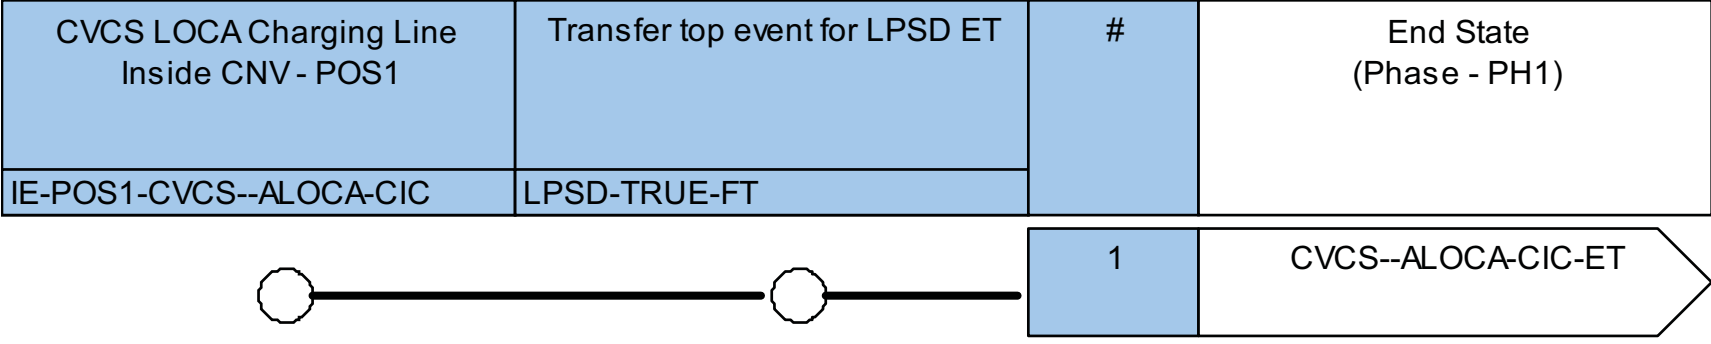 CVCS LOCA Charging Line
Inside CNV - POS1
Transfer top event for LPSD ET
#
End State
(Phase - PH1)
IE-POS1-CVCS--ALOCA-CIC
LPSD-TRUE-FT
1
CVCS--ALOCA-CIC-ET